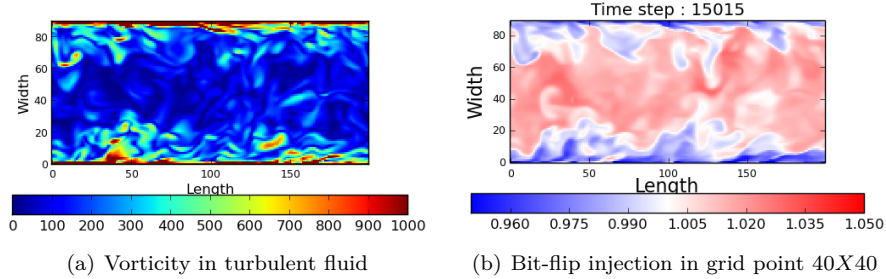 Time step : 15015
80
60
40
20
0
Width
0
50
100
150
Length
0 100 200 300 400 500 600 700 800 900 1000
(a) Vorticity in turbulent fluid
80
60
40
20
0
Width
0
50
100
150
Length
0.960 0.975 0.990 1.005 1.020 1.035 1.050
(b) Bit-flip injection in grid point 40X40